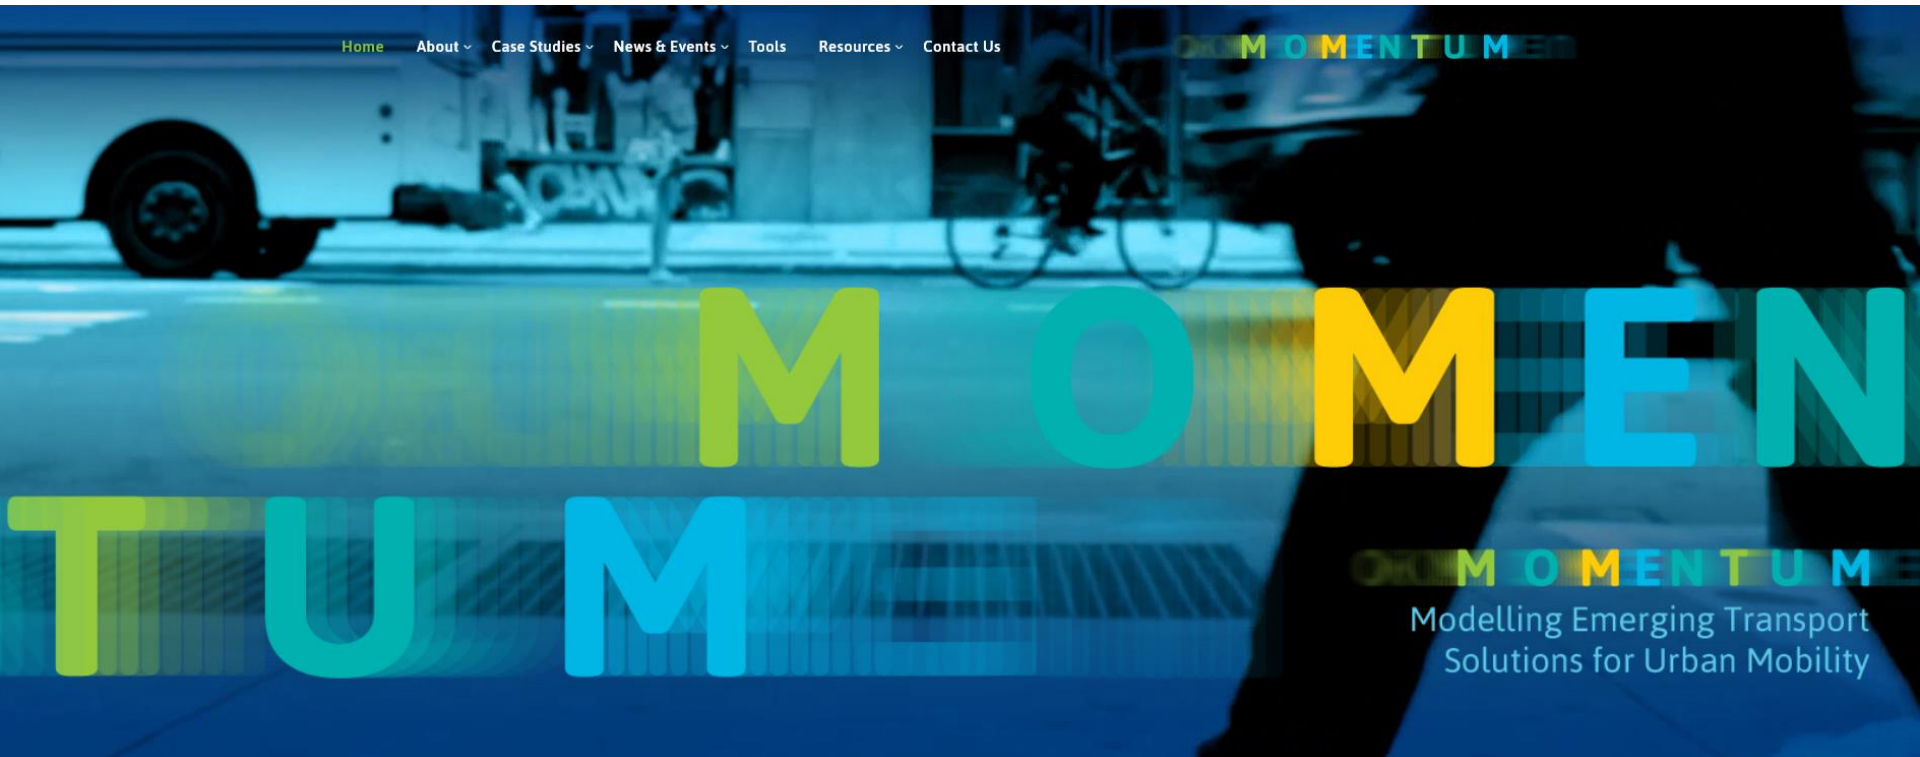 Home About Case Studies News & Events Tools Resources Contact Us
MOMENTUM
MOMEN
TUM
MOMENTUM
Modelling Emerging Transport
Solutions for Urban Mobility